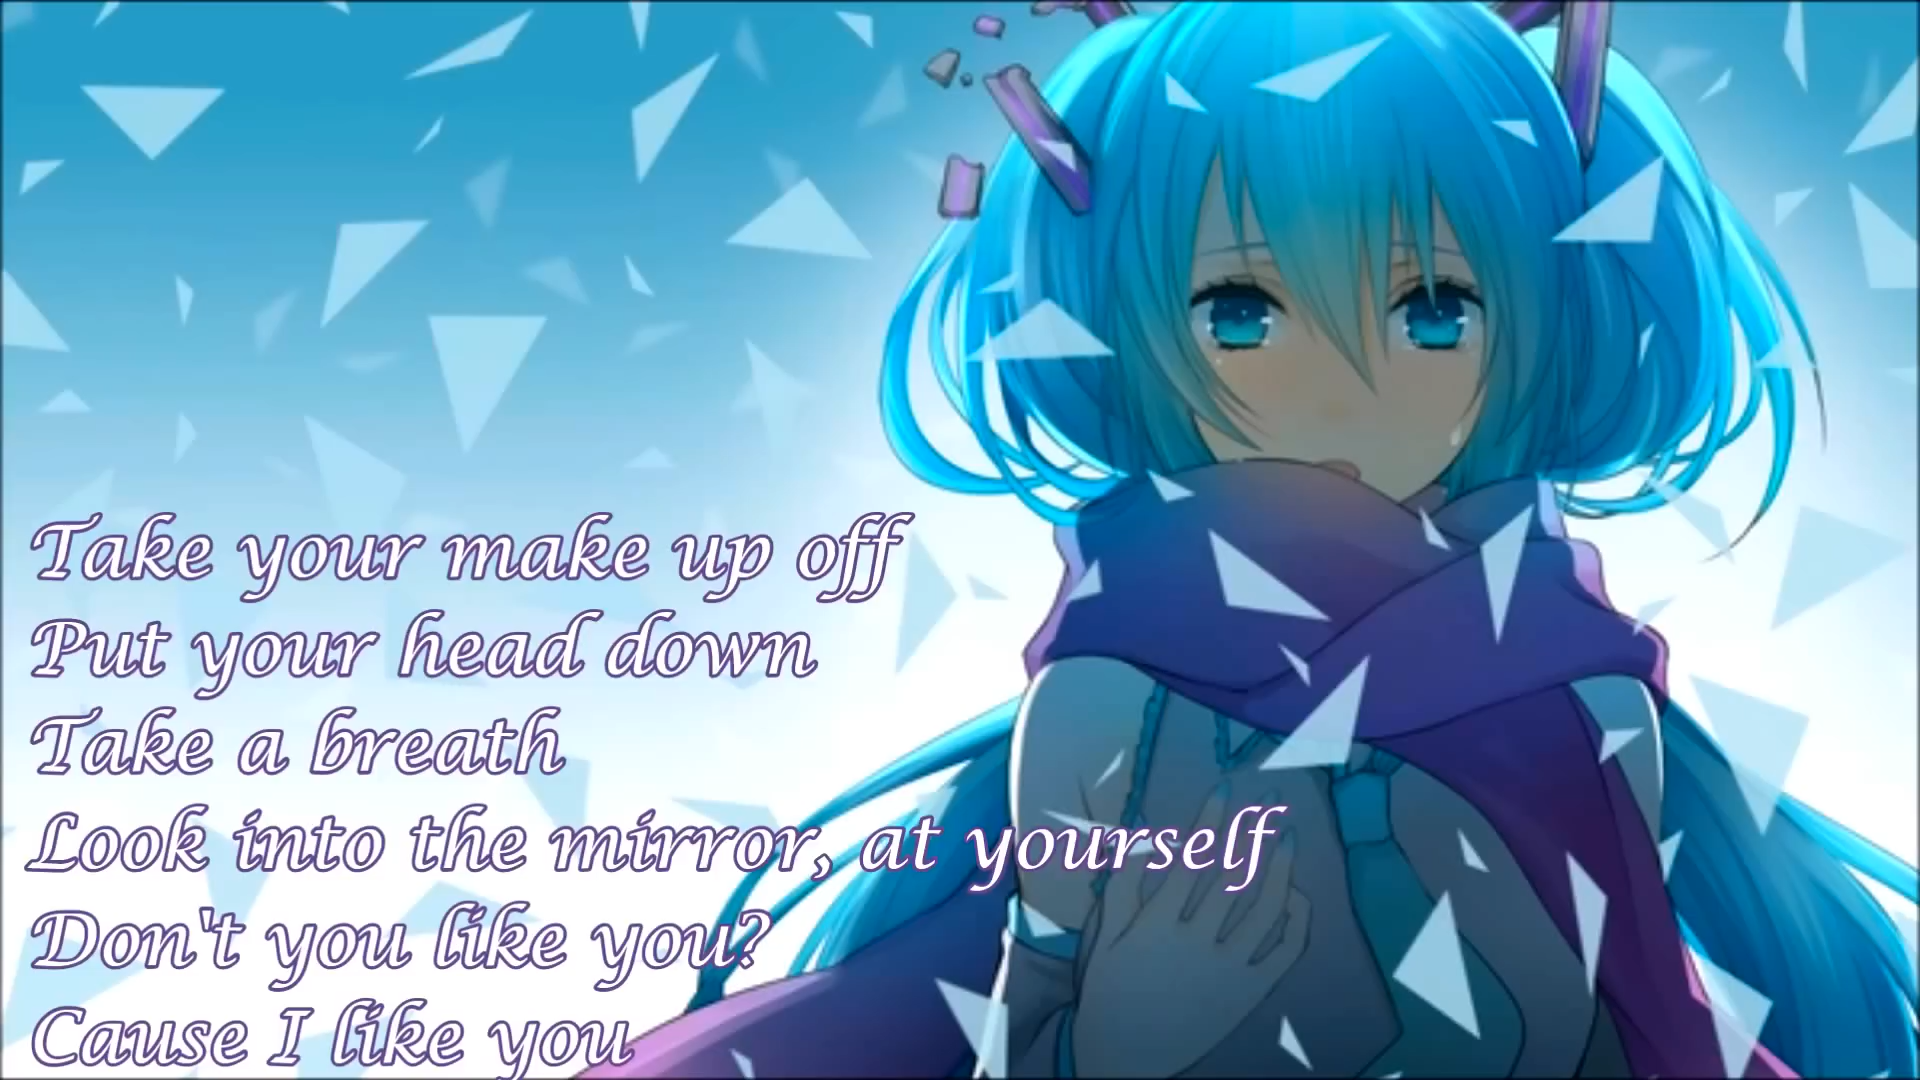 Take your make up off
Put your head down
Take a breath
Look into the mirror, at yourself
Don't you like you?
Cause I like you